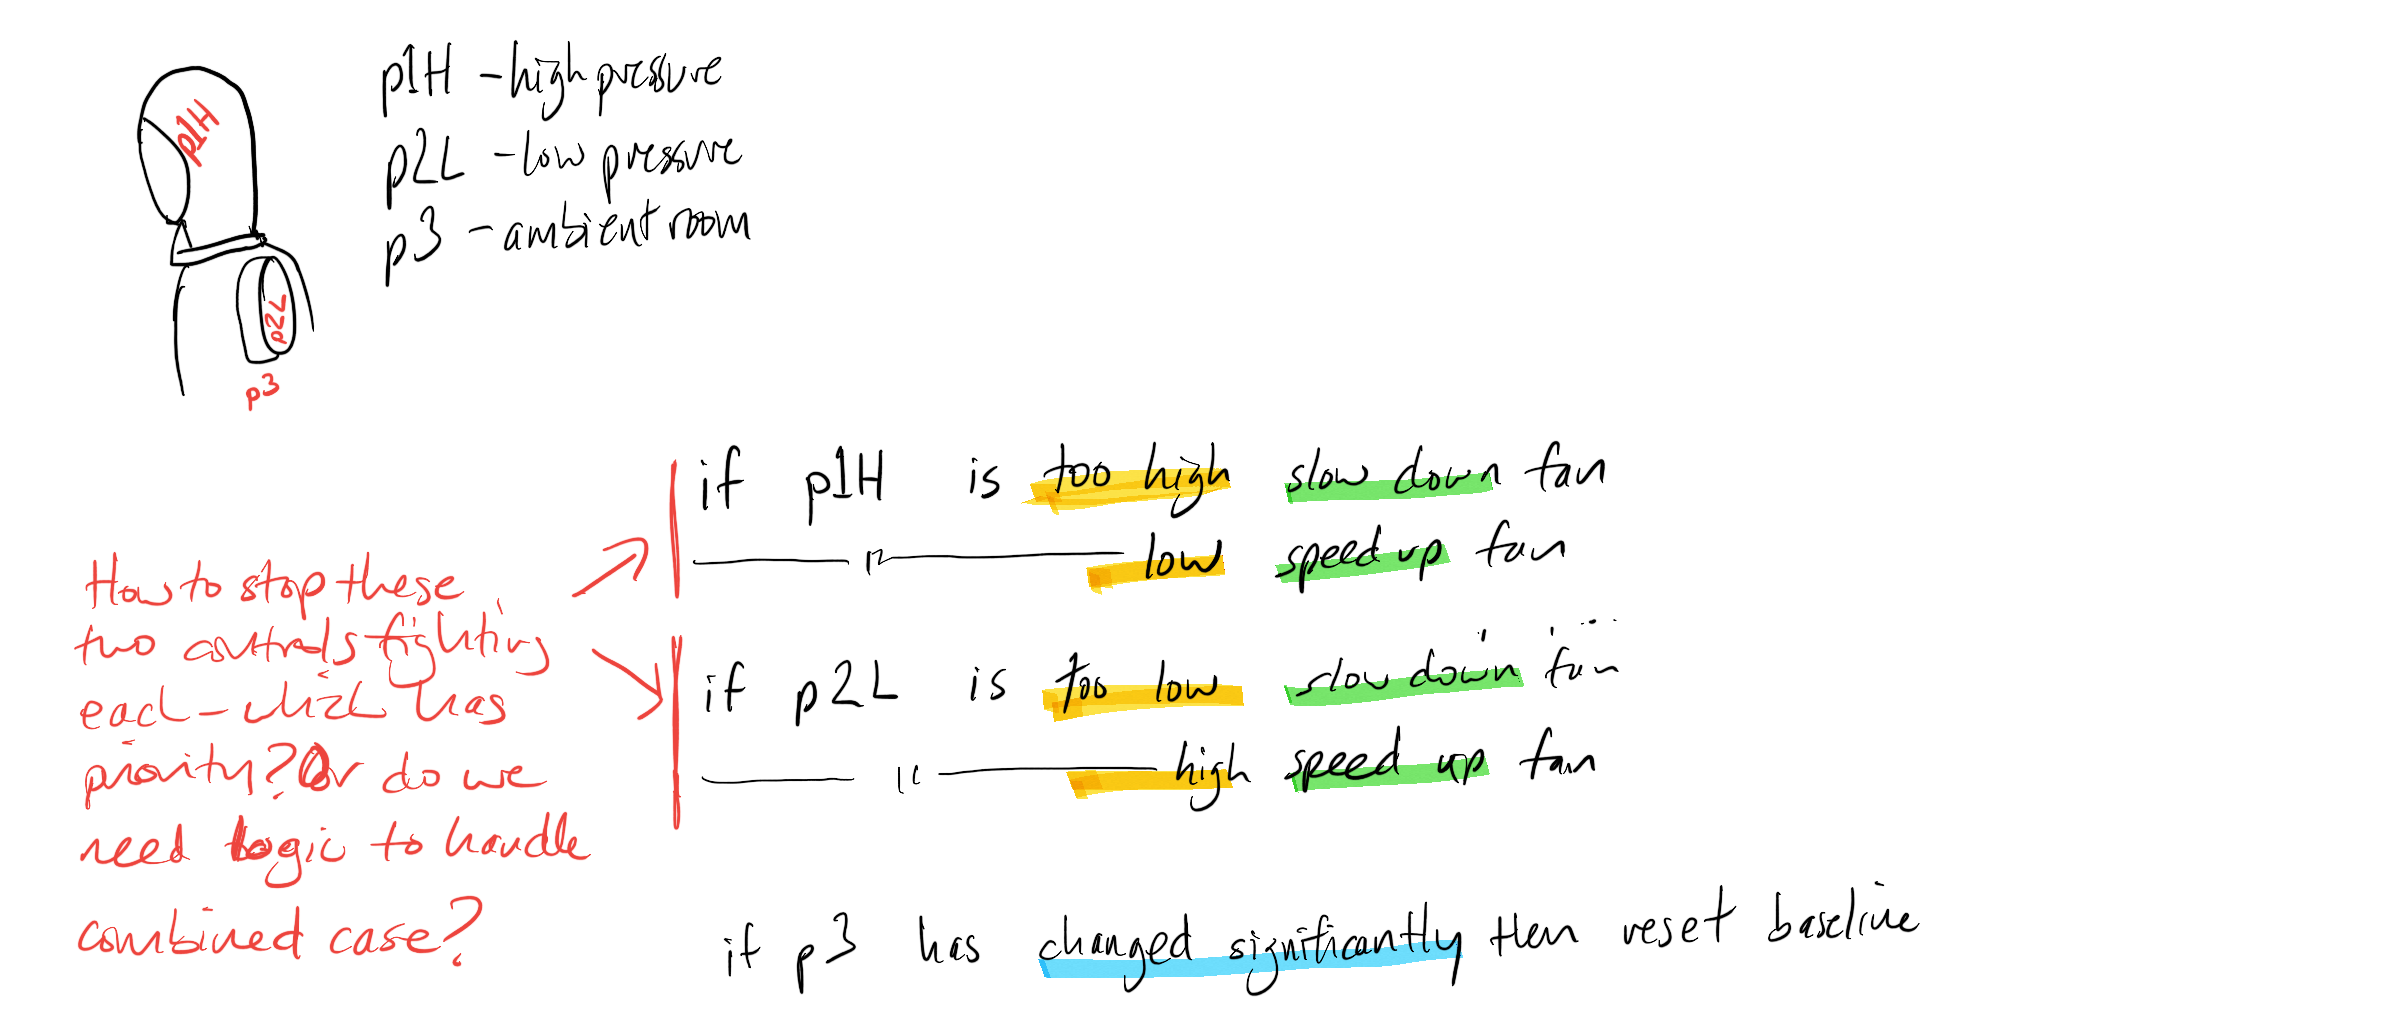 p1H - high pressure
p2L - low pressure
p3 - ambient room
p1H
p2L
p3
if p1H is too high slow down fan
—— 〃 —— low speed up fan
if p2L is too low slow down fan
—— 〃 —— high speed up fan
if p3 has changed significantly then reset baseline
How to stop these
two controls fighting
each - which has
priority? Or do we
need logic to handle
combined case?